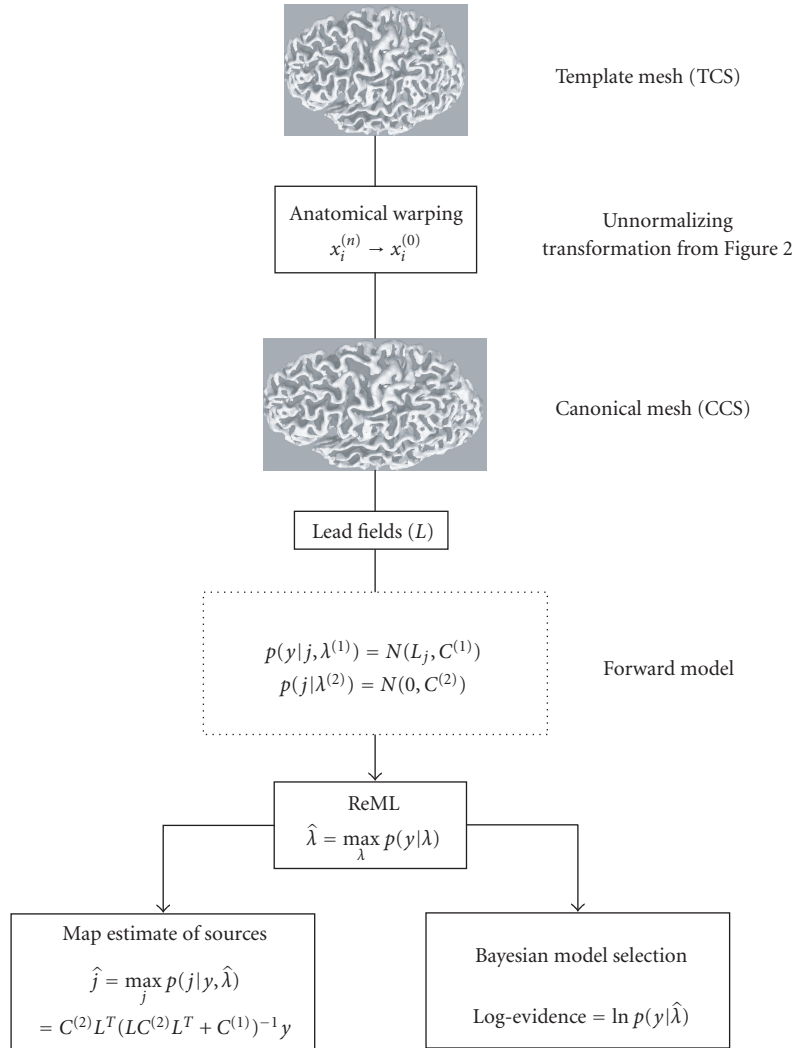 Template mesh (TCS)
Anatomical warping
x_i^{(n)} → x_i^{(0)}
Unnormalizing
transformation from Figure 2
Canonical mesh (CCS)
Lead fields (L)
p(y|j, λ^{(1)}) = N(L_j, C^{(1)})
p(j|λ^{(2)}) = N(0, C^{(2)})
Forward model
ReML
λ̂ = max_λ p(y|λ)
Map estimate of sources
ĵ = max_j p(j|y, λ̂)
= C^{(2)}L^T(LC^{(2)}L^T + C^{(1)})^{-1}y
Bayesian model selection
Log-evidence = ln p(y|λ̂)